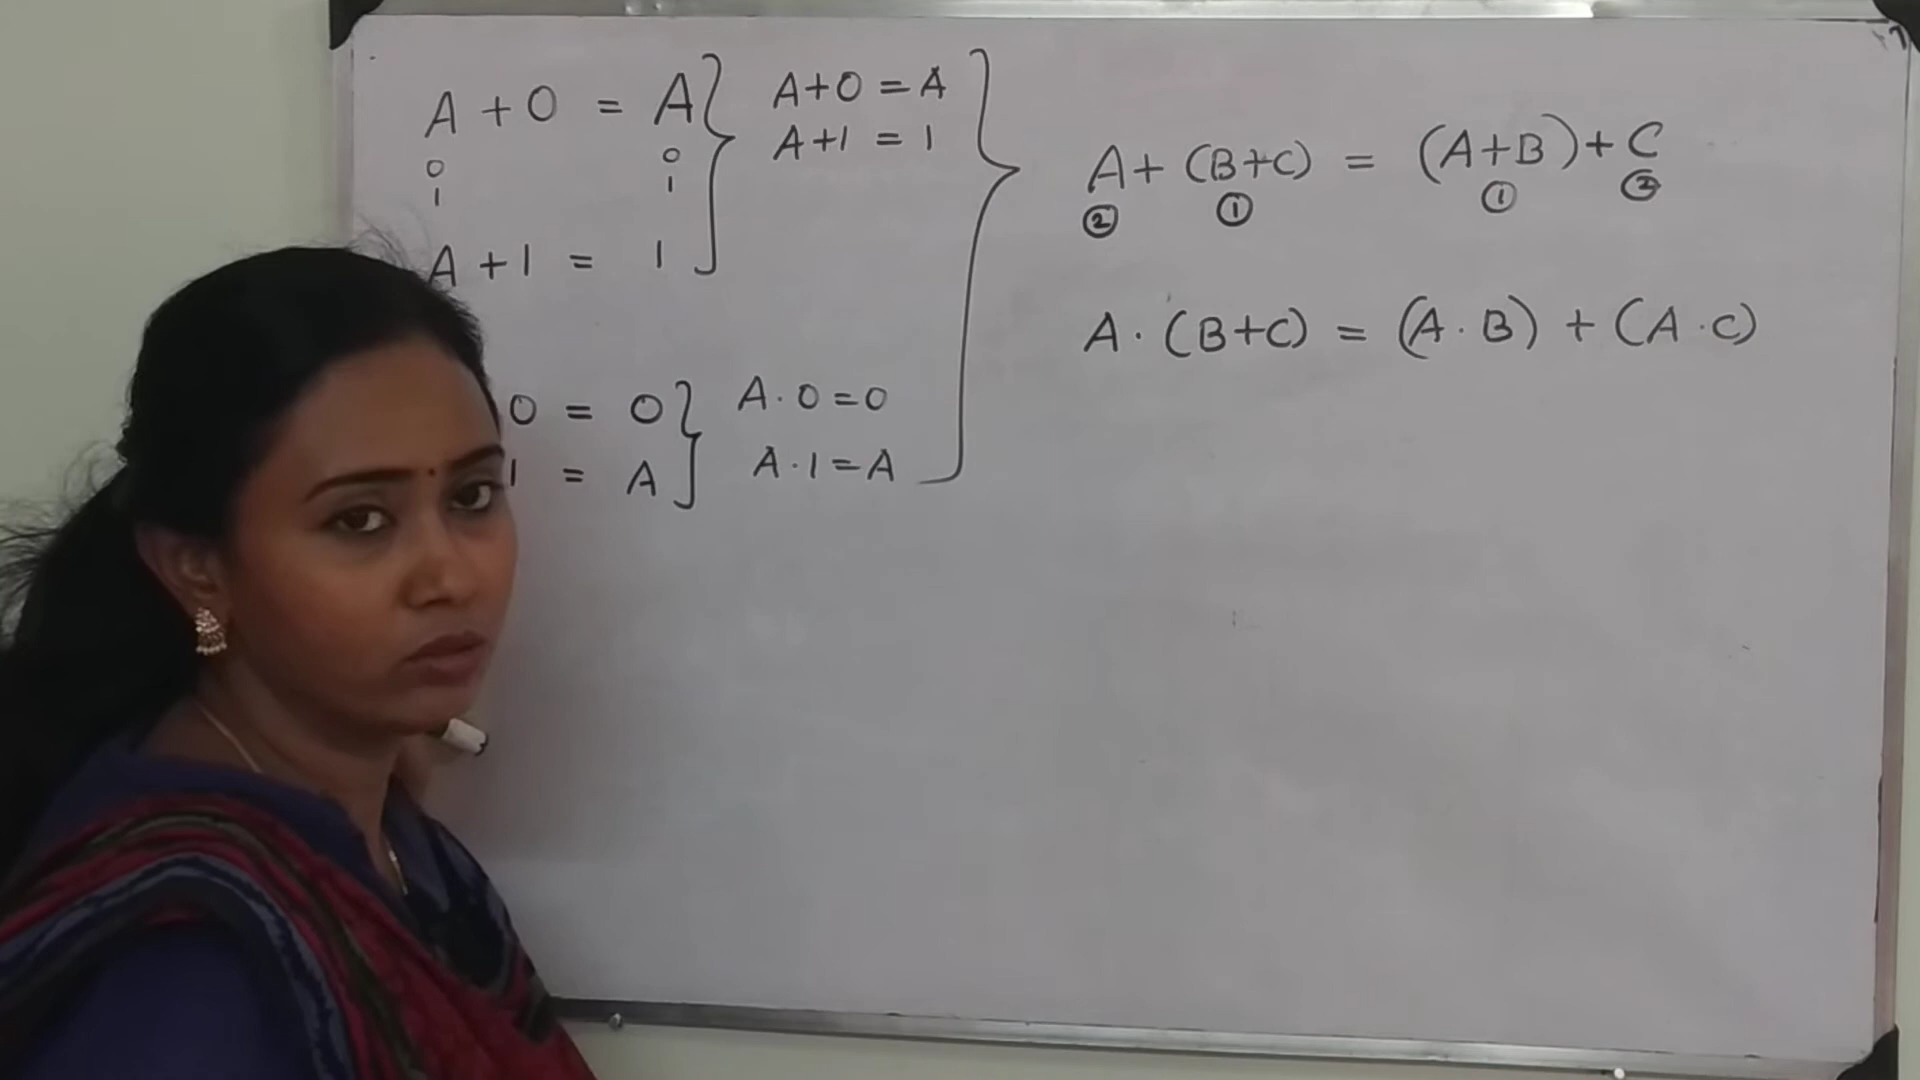 A + 0 = A
0 0
1 1
A + 1 = 1
0 = 0
1 = A
A+0 = A
A+1 = 1
A · 0 = 0
A · 1 = A
A + (B+C) = (A+B) + C
② ① ① ②
A · (B+C) = (A · B) + (A · C)